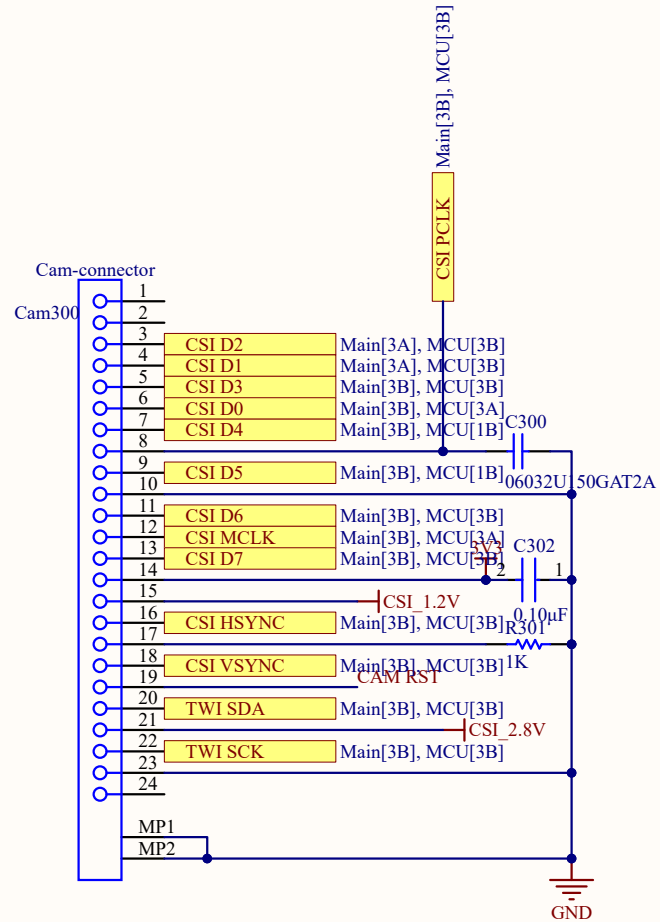 Main[3B], MCU[3B]
CSI PCLK
Cam-connector
Cam300
1
2
3 CSI D2 Main[3A], MCU[3B]
4 CSI D1 Main[3A], MCU[3B]
5 CSI D3 Main[3B], MCU[3B]
6 CSI D0 Main[3B], MCU[3A]
7 CSI D4 Main[3B], MCU[1B]
C300
8
9 CSI D5 Main[3B], MCU[1B]
06032U150GAT2A
10
11 CSI D6 Main[3B], MCU[3B]
12 CSI MCLK Main[3B], MCU[3A]
3V3 C302
13 CSI D7 Main[3B], MCU[3B]
14 2 1
15 CSI_1.2V
0.10µF
16 CSI HSYNC Main[3B], MCU[3B]
R301
17
1K
18 CSI VSYNC Main[3B], MCU[3B]
19 CAM RST
20 TWI SDA Main[3B], MCU[3B]
21 CSI_2.8V
22 TWI SCK Main[3B], MCU[3B]
23
24
MP1
MP2
GND